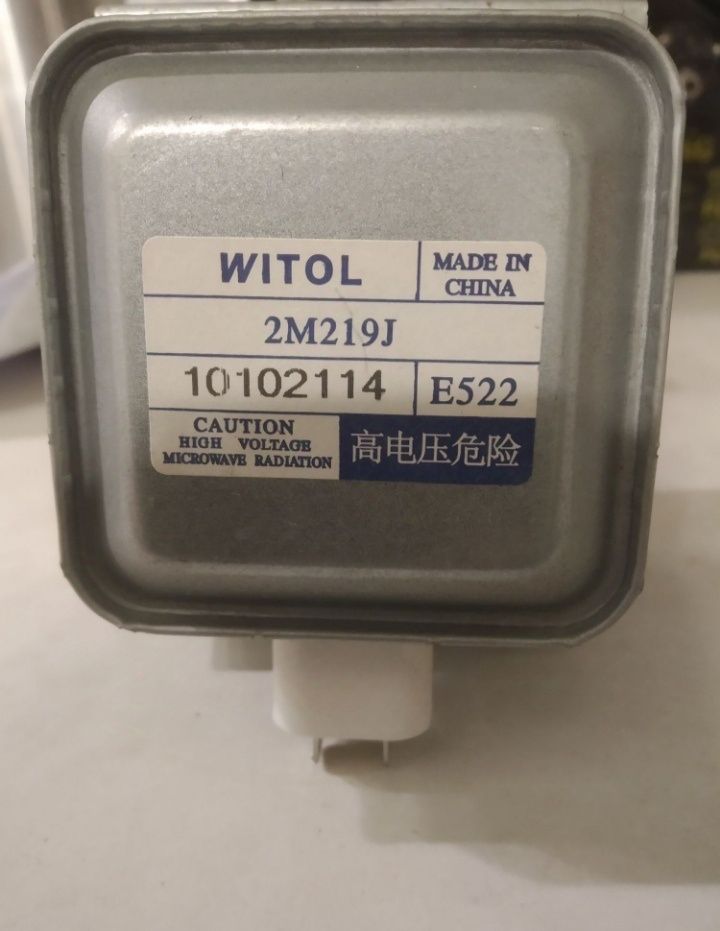 WITOL
MADE IN
CHINA
2M219J
10102114
E522
CAUTION
HIGH VOLTAGE
MICROWAVE RADIATION
高电压危险